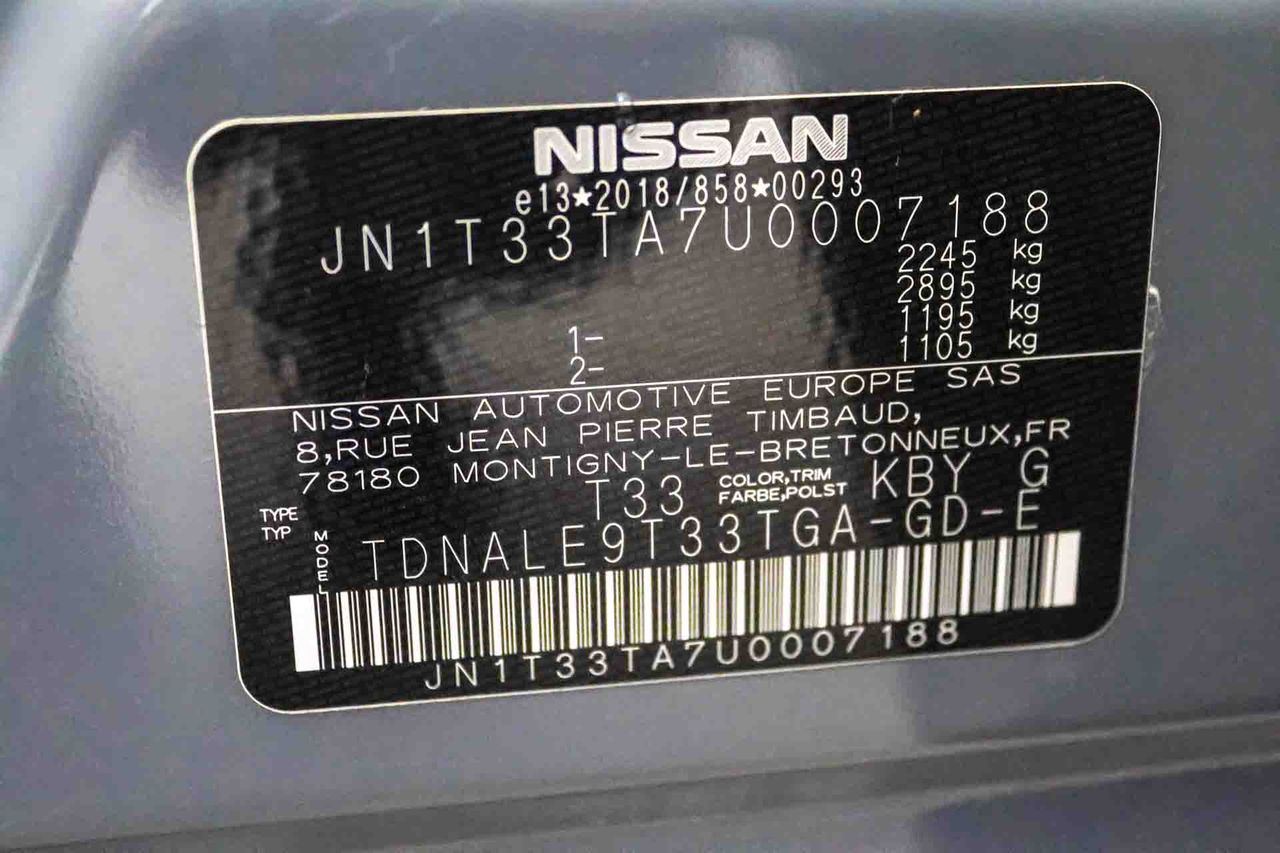 NISSAN
e13★2018/858★00293
JN1T33TA7U0007188
2245 kg
2895 kg
1- 1195 kg
2- 1105 kg
NISSAN AUTOMOTIVE EUROPE SAS
8,RUE JEAN PIERRE TIMBAUD,
78180 MONTIGNY-LE-BRETONNEUX,FR
TYPE TYP T33 COLOR,TRIM FARBE,POLST KBY G
MODEL TDNALE9T33TGA-GD-E
JN1T33TA7U0007188